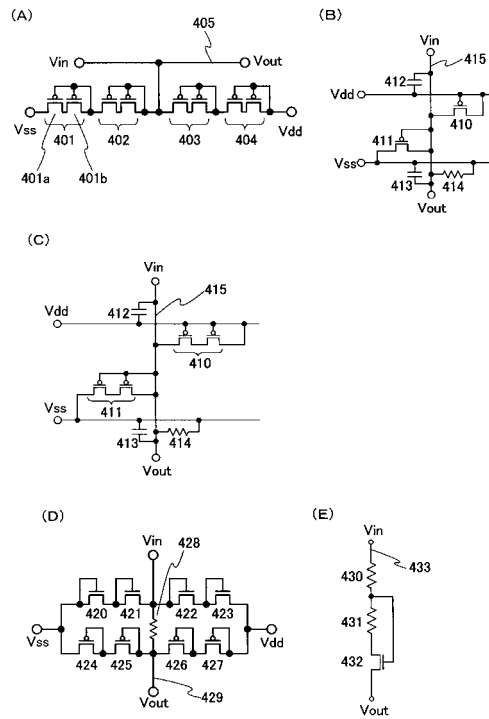 (A)
405
Vin
Vout
Vss
401
402
403
404
Vdd
401a
401b
(B)
Vin
415
412
Vdd
410
411
Vss
413
414
Vout
(C)
Vin
415
412
Vdd
410
411
Vss
413
414
Vout
(D)
Vin
428
420
421
422
423
Vss
Vdd
424
425
426
427
Vout
429
(E)
Vin
433
430
431
432
Vout